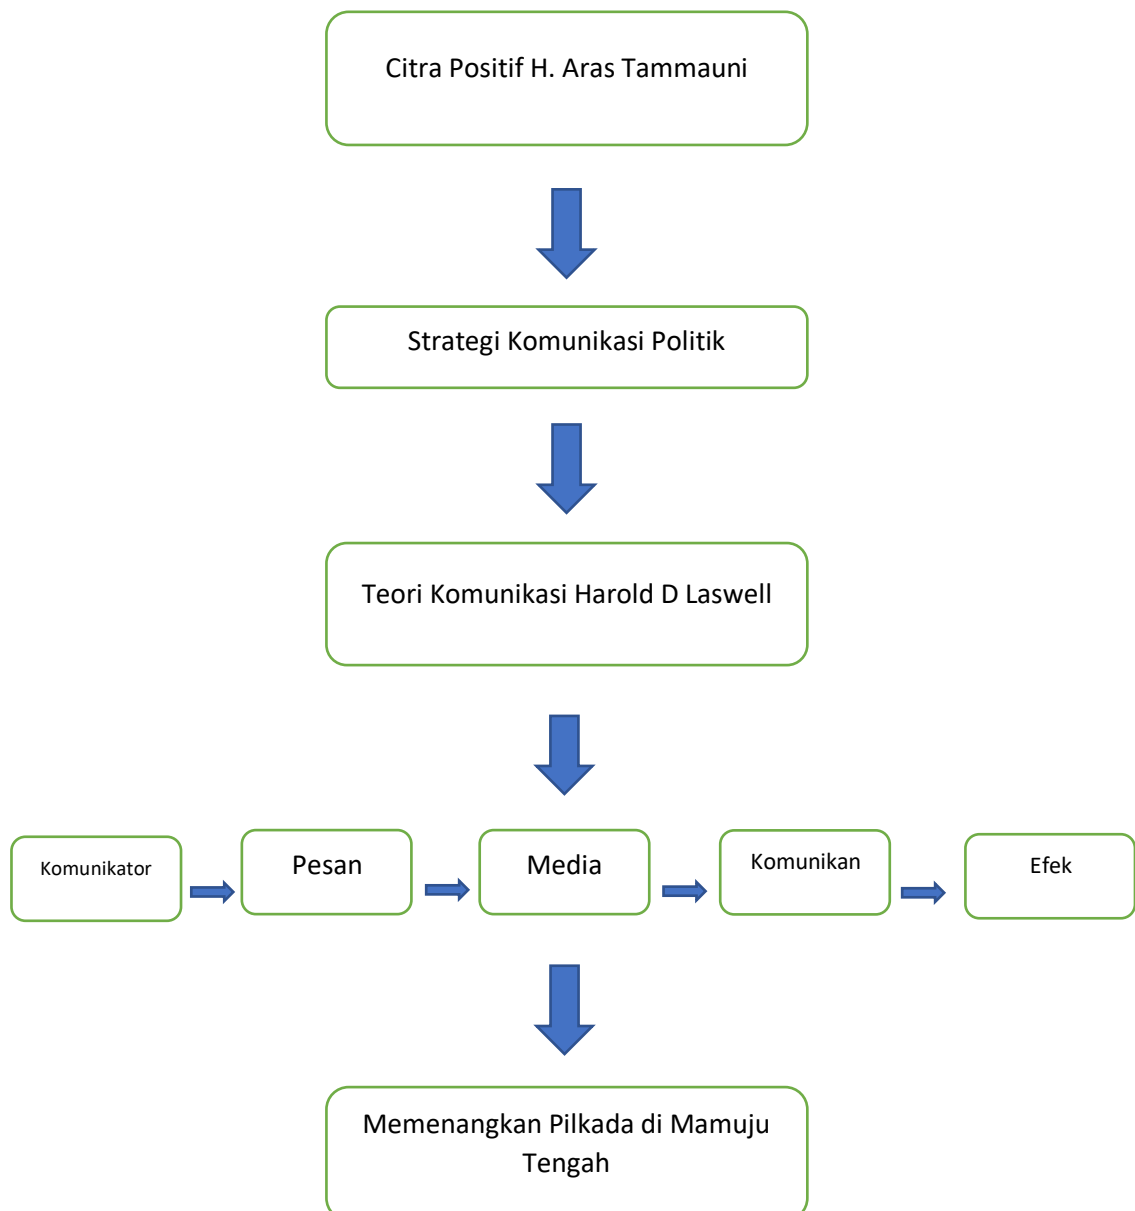 Citra Positif H. Aras Tammauni
Strategi Komunikasi Politik
Teori Komunikasi Harold D Laswell
Komunikator
Pesan
Media
Komunikan
Efek
Memenangkan Pilkada di Mamuju
Tengah